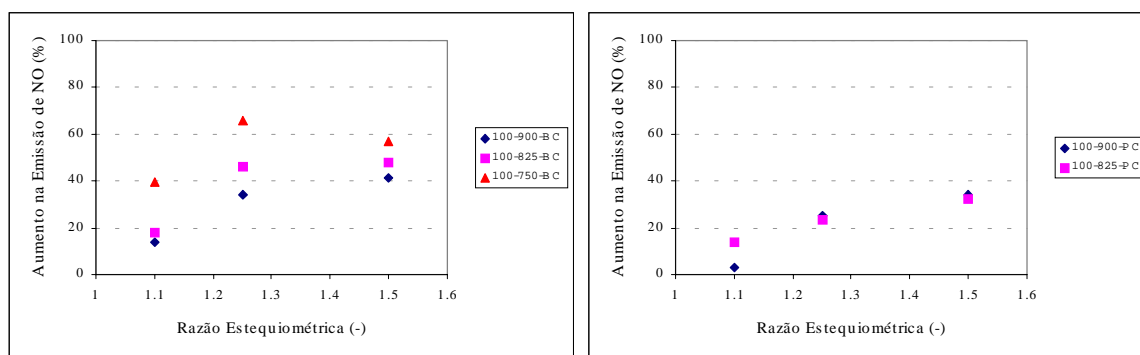 Aumento na Emissão de NO (%)
100
80
60
40
20
0
1
1.1
1.2
1.3
1.4
1.5
1.6
Razão Estequiométrica (-)
100-900-BC
100-825-BC
100-750-BC
Aumento na Emissão de NO (%)
100
80
60
40
20
0
1
1.1
1.2
1.3
1.4
1.5
1.6
Razão Estequiométrica (-)
100-900-PC
100-825-PC